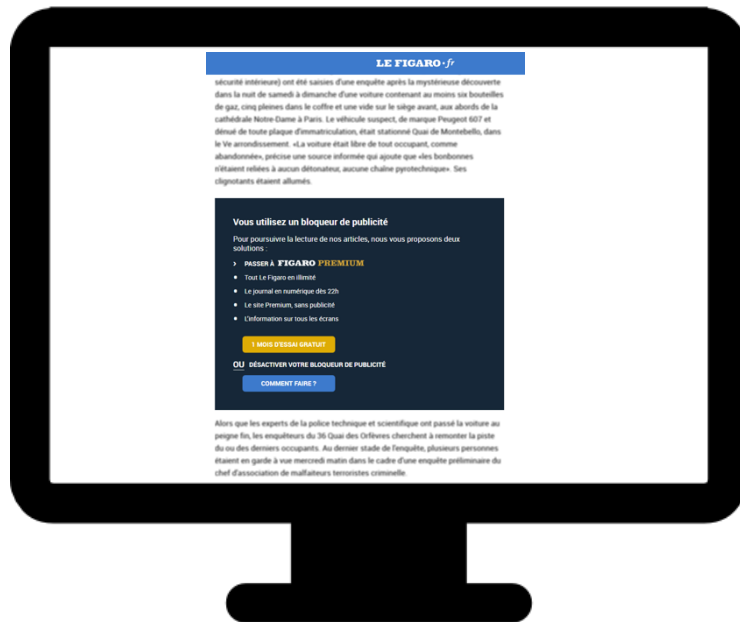 LE FIGARO·fr
sécurité intérieure) ont été saisies d'une enquête après la mystérieuse découverte
dans la nuit de samedi à dimanche d'une voiture contenant au moins six bouteilles
de gaz, cinq pleines dans le coffre et une vide sur le siège avant, aux abords de la
cathédrale Notre-Dame à Paris. Le véhicule suspect, de marque Peugeot 607 et
dénué de toute plaque d'immatriculation, était stationné Quai de Montebello, dans
le Ve arrondissement. «La voiture était libre de tout occupant, comme
abandonnée», précise une source informée qui ajoute que «les bonbonnes
n'étaient reliées à aucun détonateur, aucune chaîne pyrotechnique». Ses
clignotants étaient allumés.
Vous utilisez un bloqueur de publicité
Pour poursuivre la lecture de nos articles, nous vous proposons deux
solutions :
› PASSER À FIGARO PREMIUM
• Tout Le Figaro en illimité
• Le journal en numérique dès 22h
• Le site Premium, sans publicité
• L'information sur tous les écrans
1 MOIS D'ESSAI GRATUIT
OU DÉSACTIVER VOTRE BLOQUEUR DE PUBLICITÉ
COMMENT FAIRE ?
Alors que les experts de la police technique et scientifique ont passé la voiture au
peigne fin, les enquêteurs du 36 Quai des Orfèvres cherchent à remonter la piste
du ou des derniers occupants. Au dernier stade de l'enquête, plusieurs personnes
étaient en garde à vue mercredi matin dans le cadre d'une enquête préliminaire du
chef d'association de malfaiteurs terroristes criminelle.